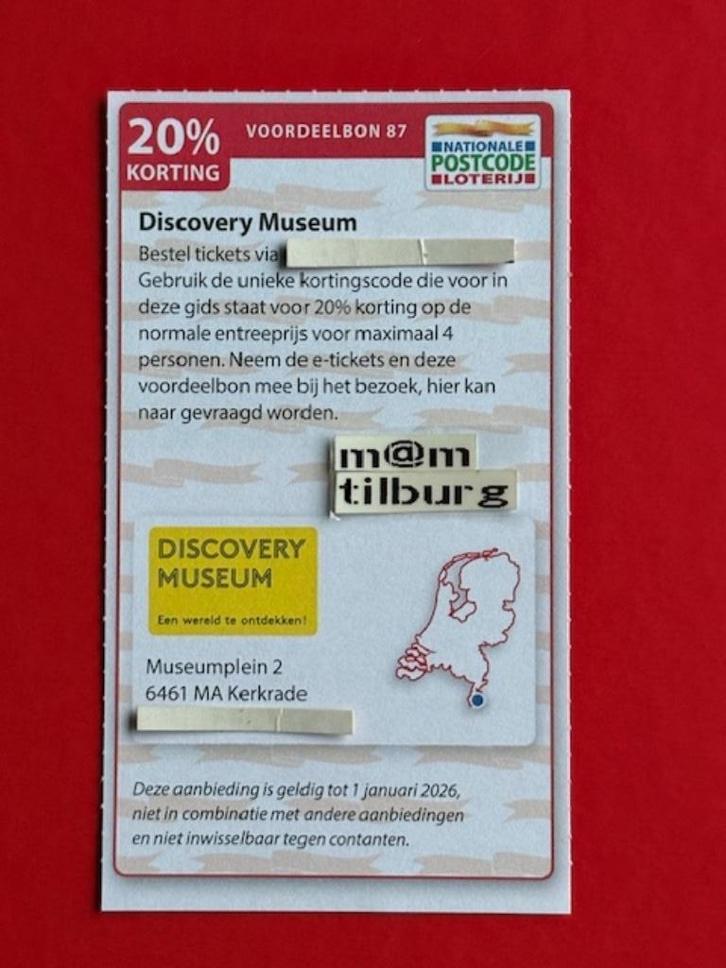 20%
KORTING
VOORDEELBON 87
NATIONALE
POSTCODE
LOTERIJ
Discovery Museum
Bestel tickets via
Gebruik de unieke kortingscode die voor in
deze gids staat voor 20% korting op de
normale entreeprijs voor maximaal 4
personen. Neem de e-tickets en deze
voordeelbon mee bij het bezoek, hier kan
naar gevraagd worden.
m@m
tilburg
DISCOVERY
MUSEUM
Een wereld te ontdekken!
Museumplein 2
6461 MA Kerkrade
Deze aanbieding is geldig tot 1 januari 2026,
niet in combinatie met andere aanbiedingen
en niet inwisselbaar tegen contanten.